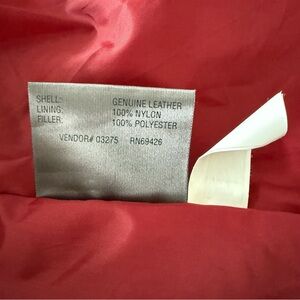 SHELL: GENUINE LEATHER
LINING: 100% NYLON
FILLER: 100% POLYESTER
VENDOR# 03275 RN69426